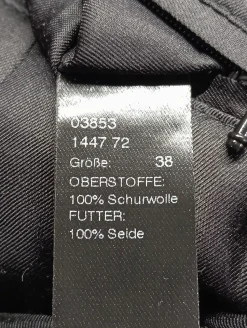 03853
1447 72
Größe: 38
OBERSTOFFE:
100% Schurwolle
FUTTER:
100% Seide